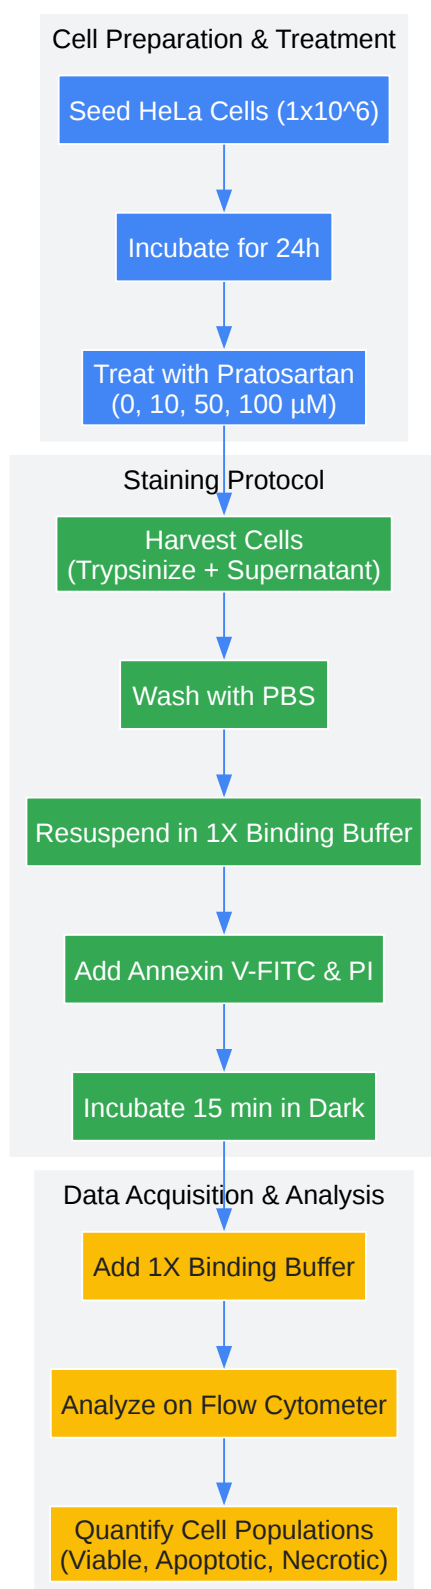 Cell Preparation & Treatment
Seed HeLa Cells (1x10^6)
Incubate for 24h
Treat with Pratosartan
(0, 10, 50, 100 µM)
Staining Protocol
Harvest Cells
(Trypsinize + Supernatant)
Wash with PBS
Resuspend in 1X Binding Buffer
Add Annexin V-FITC & PI
Incubate 15 min in Dark
Data Acquisition & Analysis
Add 1X Binding Buffer
Analyze on Flow Cytometer
Quantify Cell Populations
(Viable, Apoptotic, Necrotic)